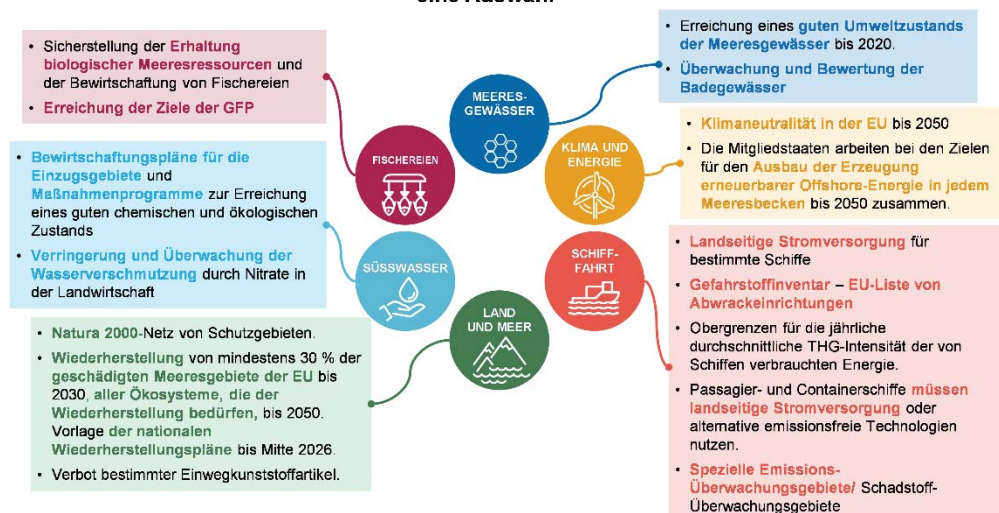 eine Auswahl
• Sicherstellung der Erhaltung
biologischer Meeresressourcen und
der Bewirtschaftung von Fischereien
• Erreichung der Ziele der GFP
• Bewirtschaftungspläne für die
Einzugsgebiete und
Maßnahmenprogramme zur Erreichung
eines guten chemischen und ökologischen
Zustands
• Verringerung und Überwachung der
Wasserverschmutzung durch Nitrate in
der Landwirtschaft
• Natura 2000-Netz von Schutzgebieten.
• Wiederherstellung von mindestens 30 % der
geschädigten Meeresgebiete der EU bis
2030, aller Ökosysteme, die der
Wiederherstellung bedürfen, bis 2050.
Vorlage der nationalen
Wiederherstellungspläne bis Mitte 2026.
• Verbot bestimmter Einwegkunststoffartikel.
MEERES-
GEWÄSSER
FISCHEREIEN
KLIMA UND
ENERGIE
SÜSSWASSER
SCHIFF-
FAHRT
LAND
UND MEER
• Erreichung eines guten Umweltzustands
der Meeresgewässer bis 2020.
• Überwachung und Bewertung der
Badegewässer
• Klimaneutralität in der EU bis 2050
• Die Mitgliedstaaten arbeiten bei den Zielen
für den Ausbau der Erzeugung
erneuerbarer Offshore-Energie in jedem
Meeresbecken bis 2050 zusammen.
• Landseitige Stromversorgung für
bestimmte Schiffe
• Gefahrstoffinventar – EU-Liste von
Abwrackeinrichtungen
• Obergrenzen für die jährliche
durchschnittliche THG-Intensität der von
Schiffen verbrauchten Energie.
• Passagier- und Containerschiffe müssen
landseitige Stromversorgung oder
alternative emissionsfreie Technologien
nutzen.
• Spezielle Emissions-
Überwachungsgebiete/ Schadstoff-
Überwachungsgebiete